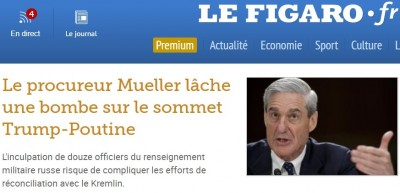 LE FIGARO·fr
4
En direct
Le journal
Premium Actualité Economie Sport Culture
Le procureur Mueller lâche
une bombe sur le sommet
Trump-Poutine
L'inculpation de douze officiers du renseignement
militaire russe risque de compliquer les efforts de
réconciliation avec le Kremlin.